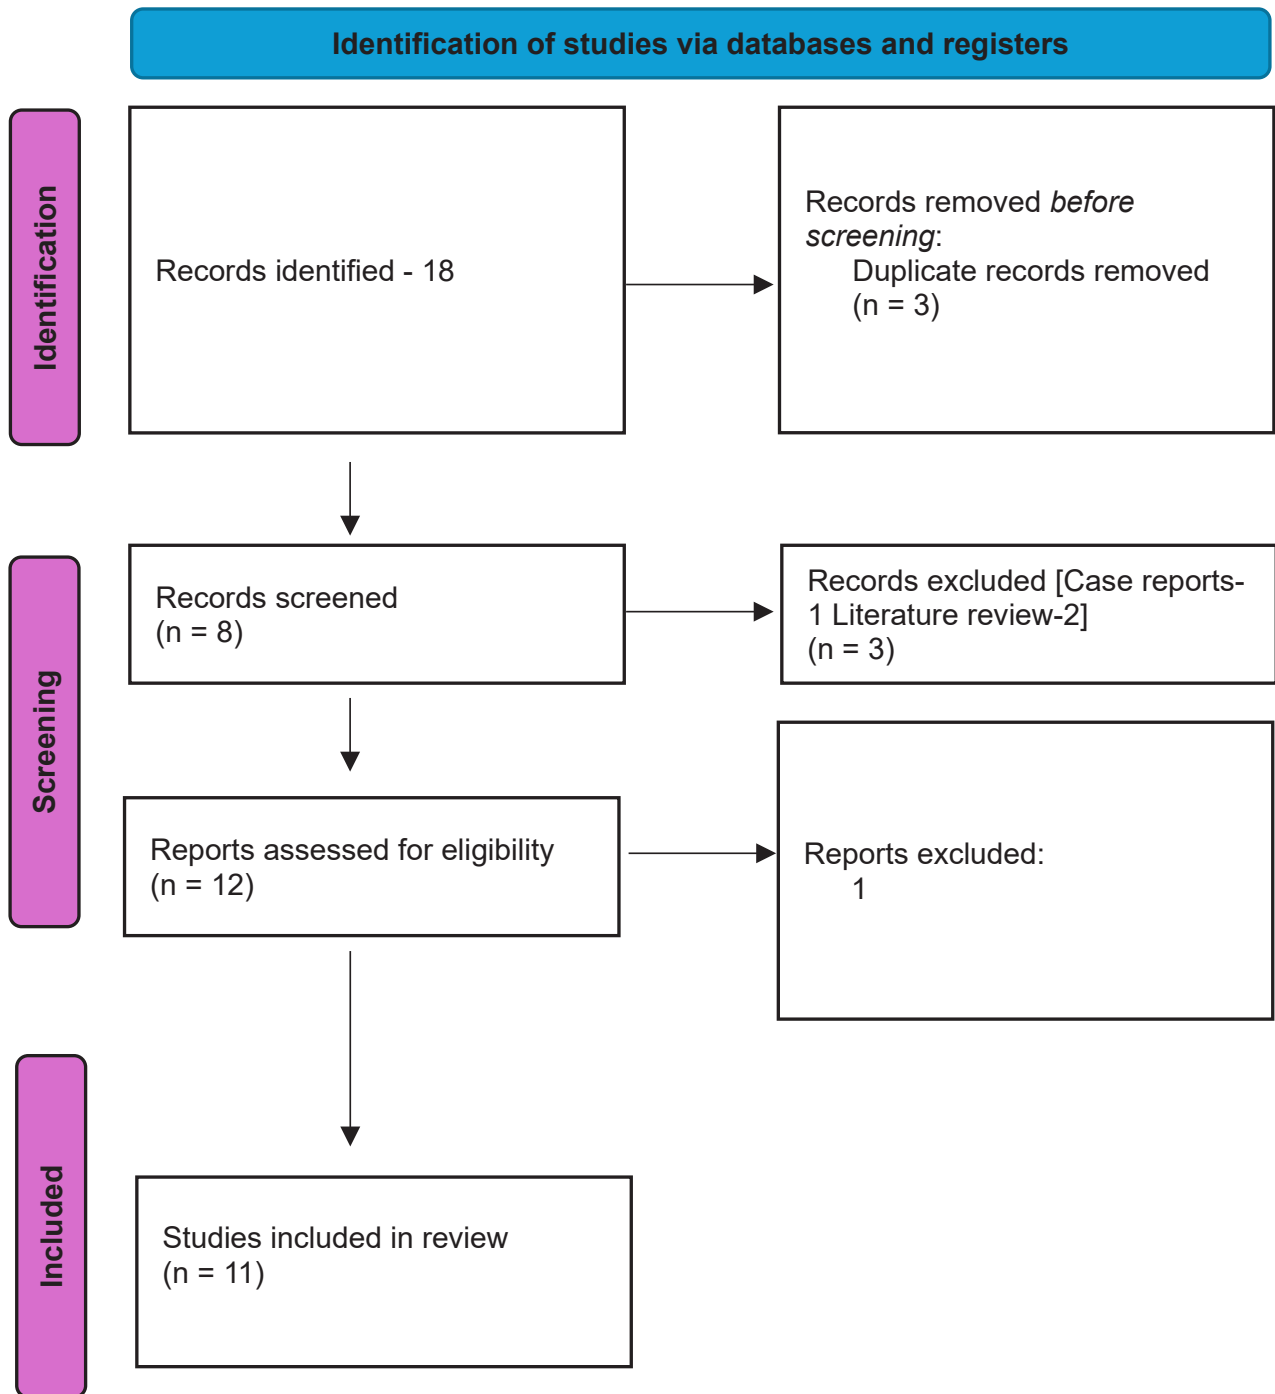 Identification of studies via databases and registers
Identification
Records identified - 18
Records removed before
screening:
Duplicate records removed
(n = 3)
Screening
Records screened
(n = 8)
Records excluded [Case reports-
1 Literature review-2]
(n = 3)
Reports assessed for eligibility
(n = 12)
Reports excluded:
1
Included
Studies included in review
(n = 11)